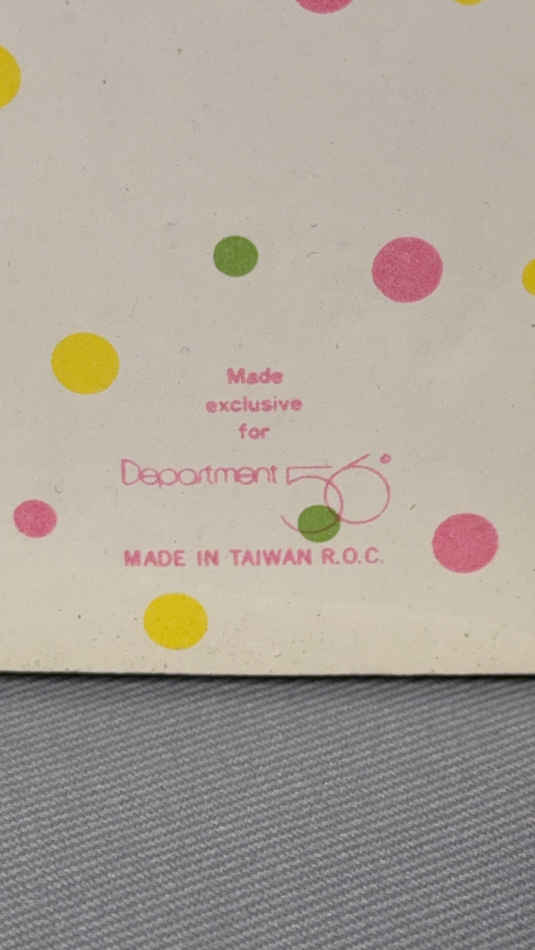 Made
exclusive
for
Department 56°
MADE IN TAIWAN R.O.C.